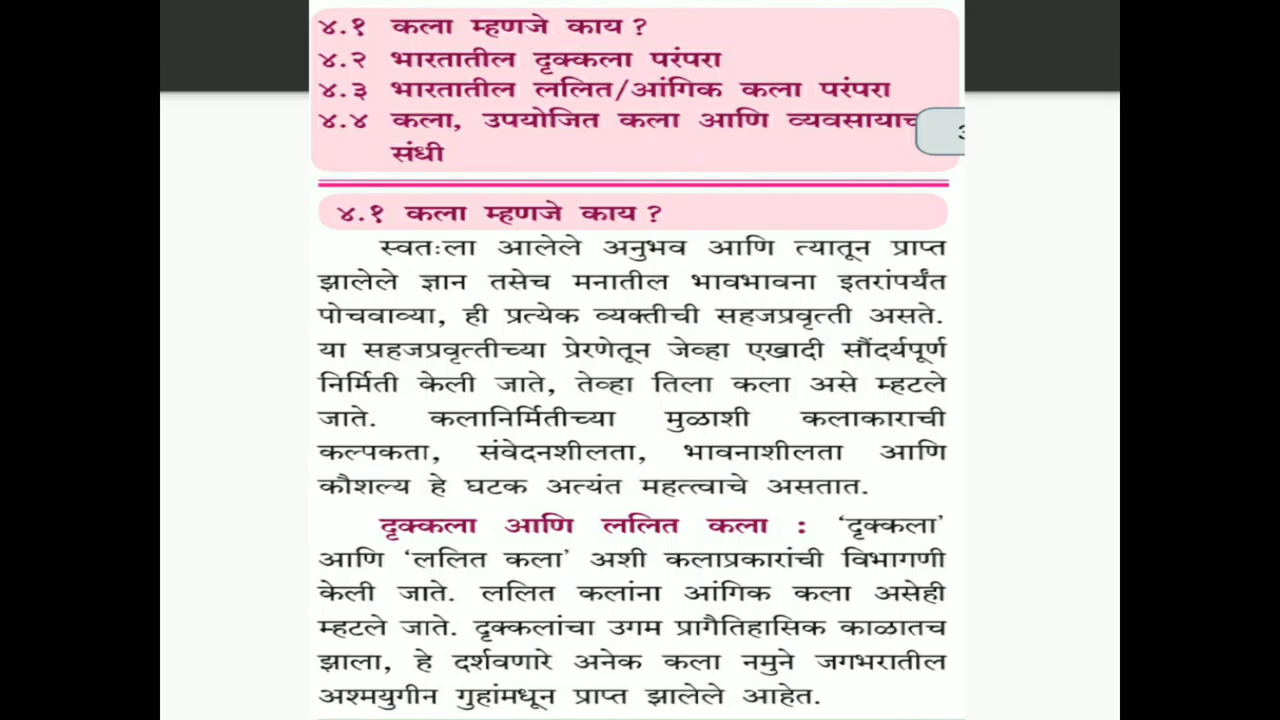 ४.१ कला म्हणजे काय ?
४.२ भारतातील दृक्कला परंपरा
४.३ भारतातील ललित/आंगिक कला परंपरा
४.४ कला, उपयोजित कला आणि
संधी
४.१ कला म्हणजे काय ?
स्वतःला आलेले अनुभव आणि त्यातून प्राप्त
झालेले ज्ञान तसेच मनातील भावभावना इतरांपर्यंत
पोचवाव्या, ही प्रत्येक व्यक्तीची सहजप्रवृत्ती असते.
या सहजप्रवृत्तीच्या प्रेरणेतून जेव्हा एखादी सौंदर्यपूर्ण
निर्मिती केली जाते, तेव्हा तिला कला असे म्हटले
जाते. कलानिर्मितीच्या मुळाशी कलाकाराची
कल्पकता, संवेदनशीलता, भावनाशीलता आणि
कौशल्य हे घटक अत्यंत महत्त्वाचे असतात.
दृक्कला आणि ललित कला : ‘दृक्कला’
आणि ‘ललित कला’ अशी कलाप्रकारांची विभागणी
केली जाते. ललित कलांना आंगिक कला असेही
म्हटले जाते. दृक्कलांचा उगम प्रागैतिहासिक काळातच
झाला, हे दर्शवणारे अनेक कला नमुने जगभरातील
अश्मयुगीन गुहांमधून प्राप्त झालेले आहेत.